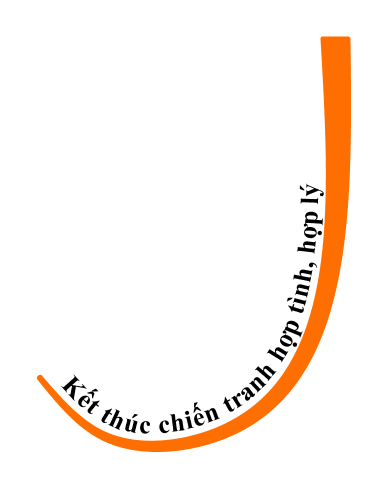 Kết thúc chiến tranh hợp tình, hợp lý